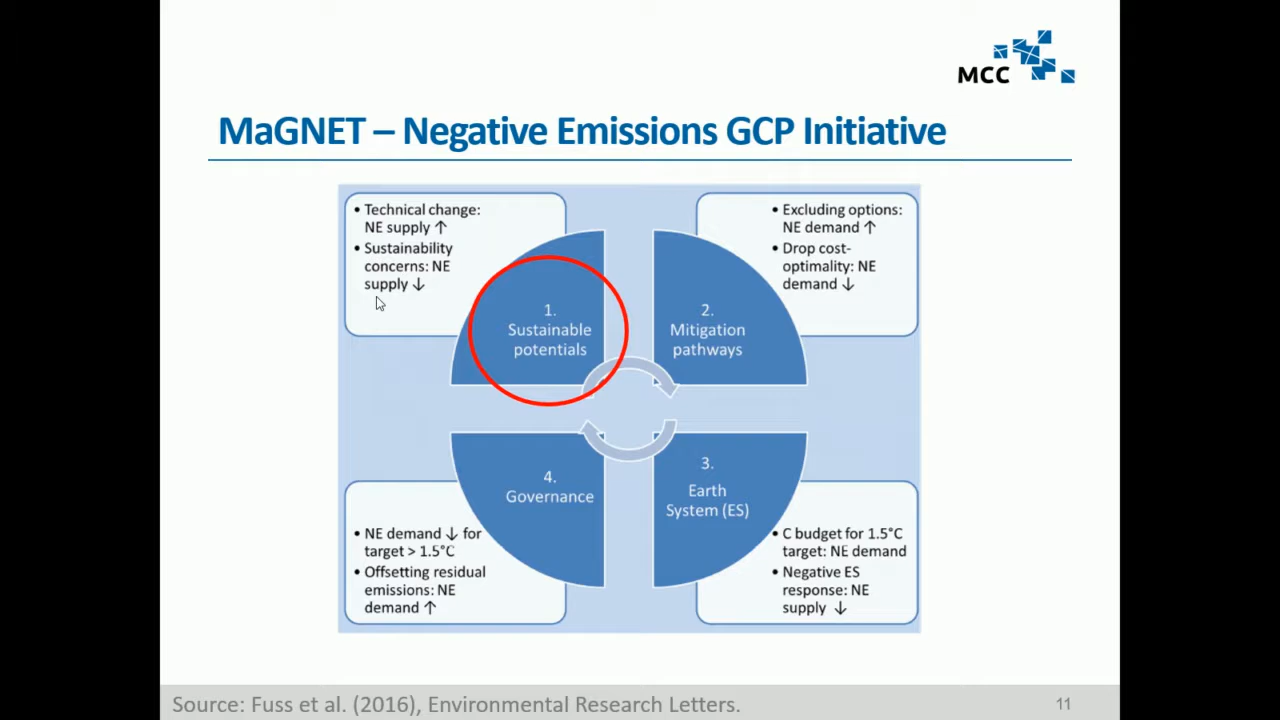 MCC
MaGNET – Negative Emissions GCP Initiative
• Technical change:
NE supply ↑
• Sustainability
concerns: NE
supply ↓
• Excluding options:
NE demand ↑
• Drop cost-
optimality: NE
demand ↓
1.
Sustainable
potentials
2.
Mitigation
pathways
4.
Governance
3.
Earth
System (ES)
• NE demand ↓ for
target > 1.5°C
• Offsetting residual
emissions: NE
demand ↑
• C budget for 1.5°C
target: NE demand
• Negative ES
response: NE
supply ↓
Source: Fuss et al. (2016), Environmental Research Letters.
11